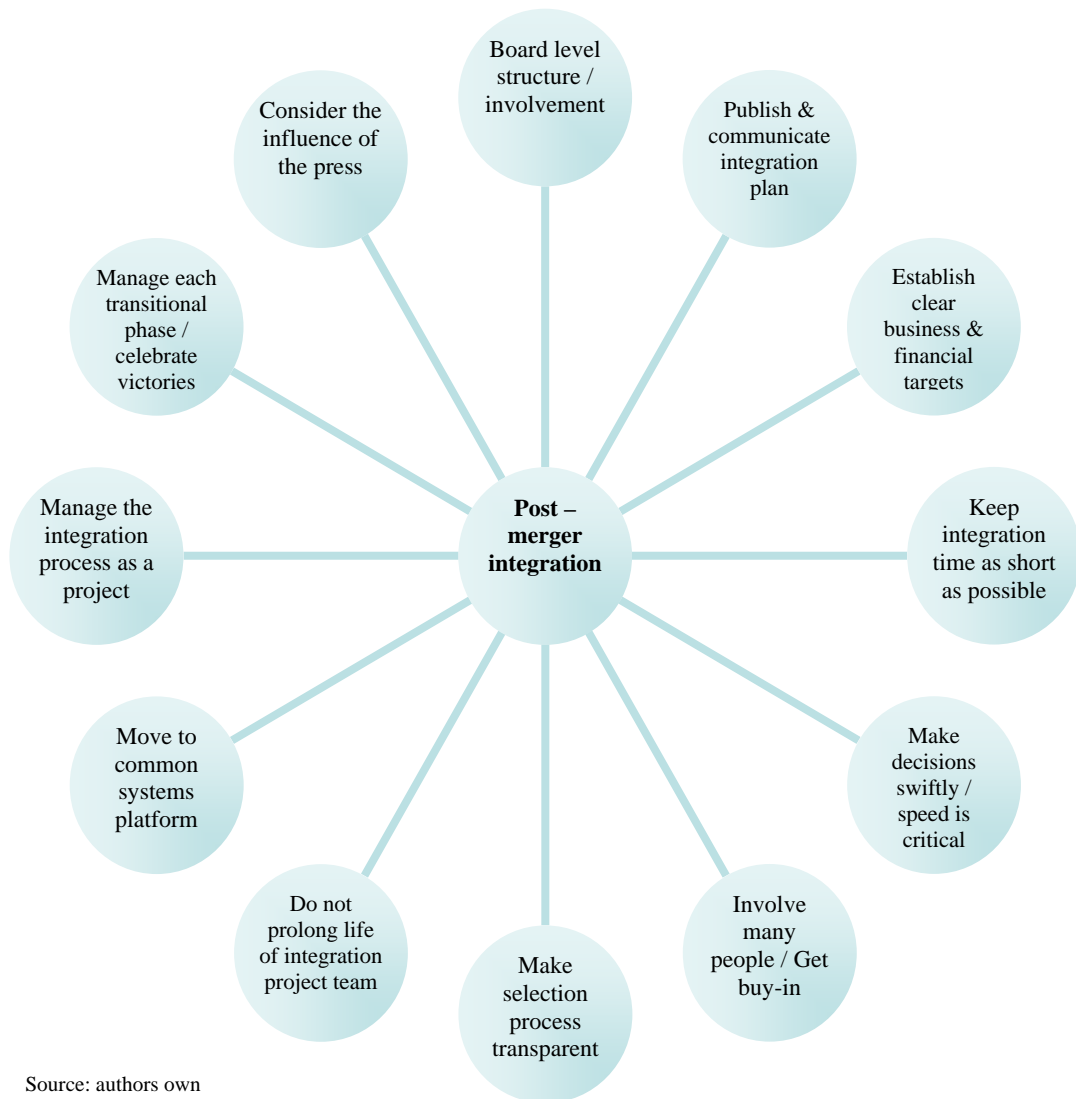 Board level
structure /
involvement
Publish &
communicate
integration
plan
Establish
clear
business &
financial
targets
Keep
integration
time as short
as possible
Make
decisions
swiftly /
speed is
critical
Involve
many
people / Get
buy-in
Make
selection
process
transparent
Do not
prolong life
of integration
project team
Move to
common
systems
platform
Manage the
integration
process as a
project
Manage each
transitional
phase /
celebrate
victories
Consider the
influence of
the press
Post –
merger
integration
Source: authors own